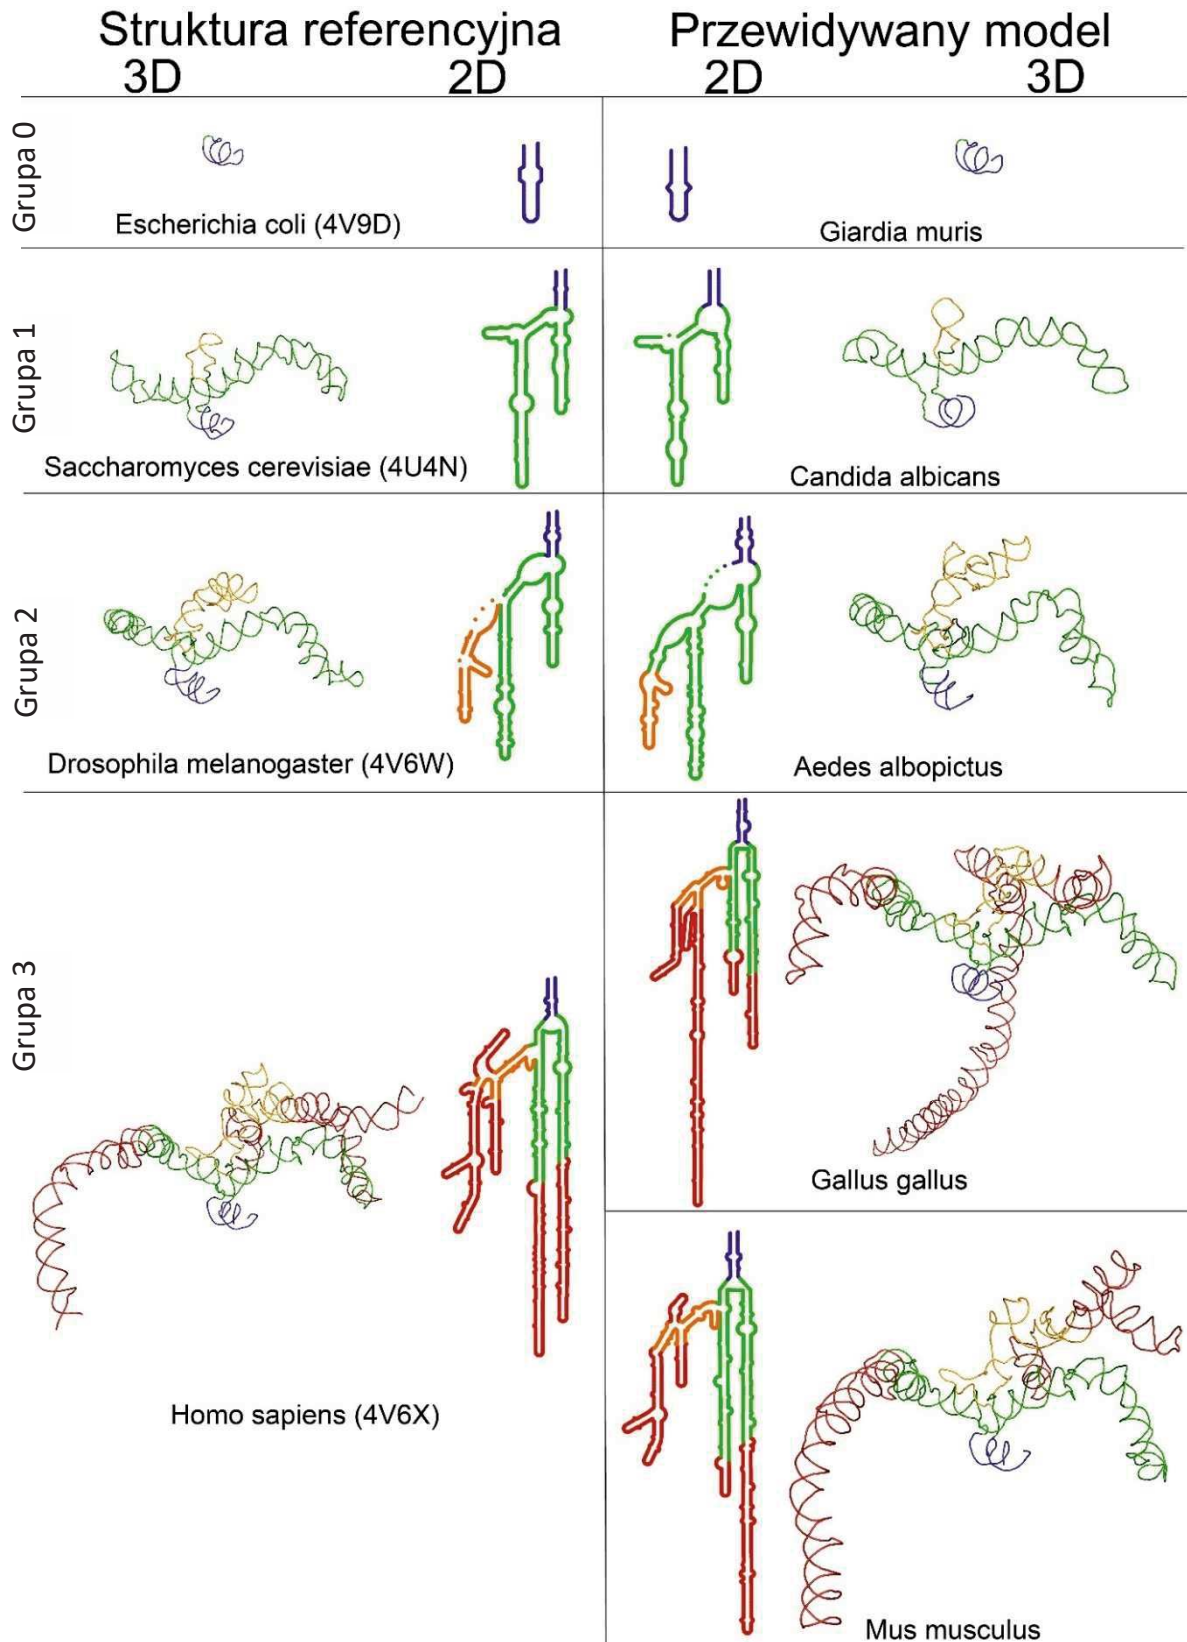 Struktura referencyjna
Przewidywany model
3D
2D
2D
3D
Grupa 0
Escherichia coli (4V9D)
Giardia muris
Grupa 1
Saccharomyces cerevisiae (4U4N)
Candida albicans
Grupa 2
Drosophila melanogaster (4V6W)
Aedes albopictus
Grupa 3
Homo sapiens (4V6X)
Gallus gallus
Mus musculus